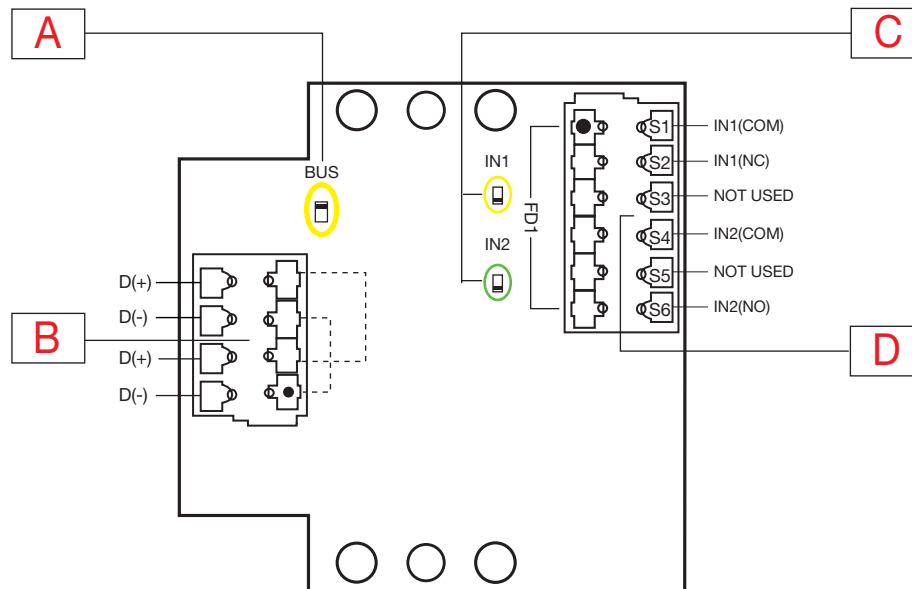 A
C
BUS
IN1
IN2
FD1
S1 IN1(COM)
S2 IN1(NC)
S3 NOT USED
S4 IN2(COM)
S5 NOT USED
S6 IN2(NO)
D(+)
D(-)
D(+)
D(-)
B
D